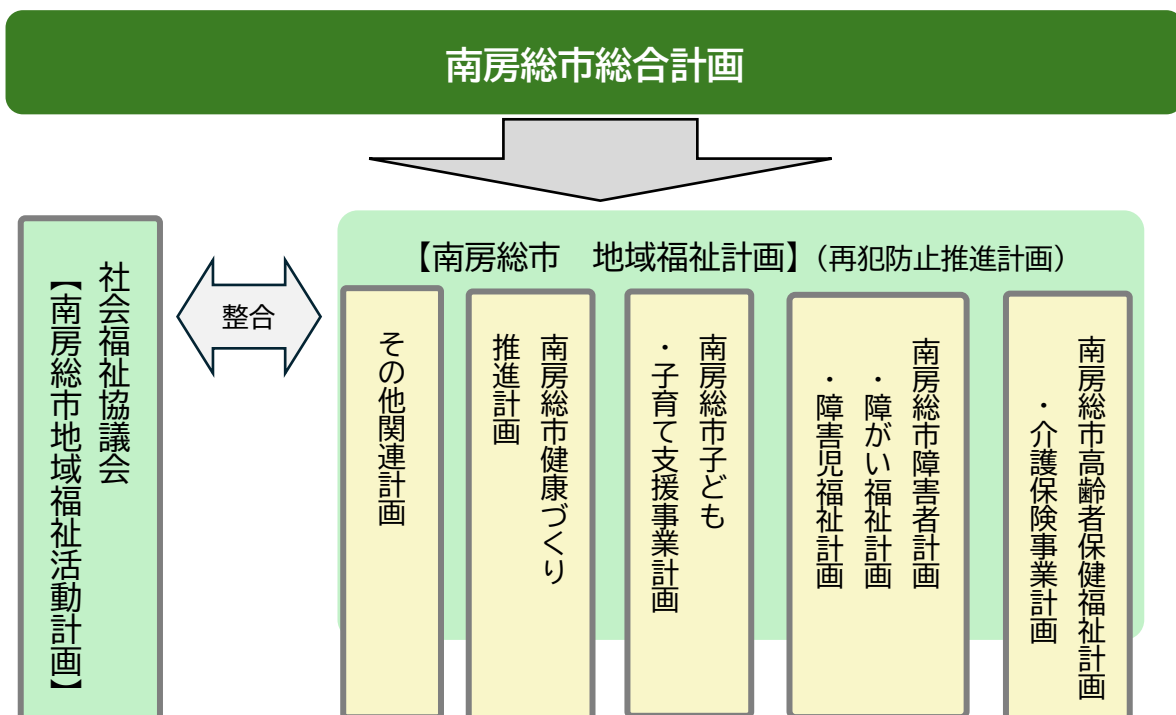 南房総市総合計画
【南房総市　地域福祉計画】（再犯防止推進計画）
整合
社会福祉協議会
【南房総市地域福祉活動計画】
南房総市高齢者保健福祉計画
・介護保険事業計画
南房総市障害者計画
・障がい福祉計画
・障害児福祉計画
南房総市子ども
・子育て支援事業計画
南房総市健康づくり
推進計画
その他関連計画